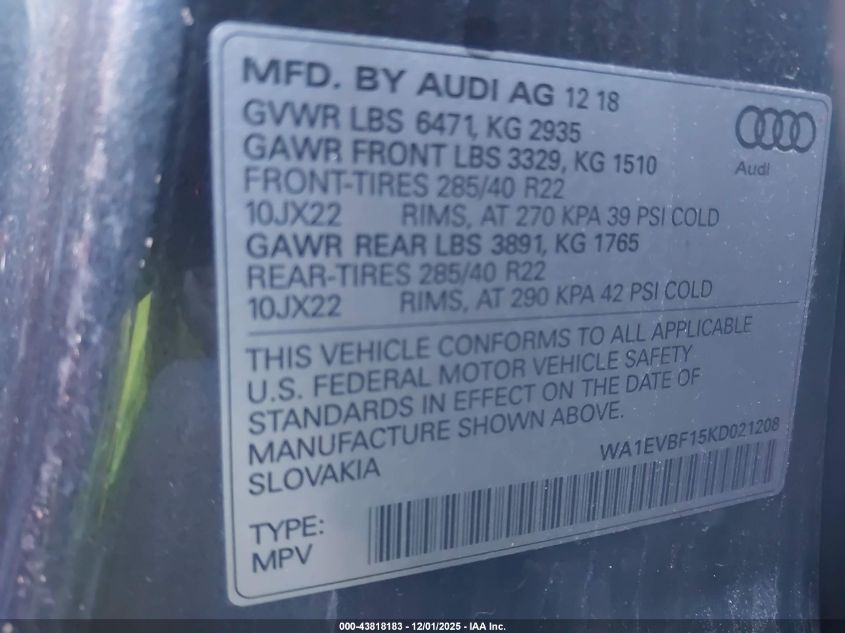 MFD. BY AUDI AG 12 18
GVWR LBS 6471, KG 2935
GAWR FRONT LBS 3329, KG 1510
FRONT-TIRES 285/40 R22
10JX22 RIMS, AT 270 KPA 39 PSI COLD
GAWR REAR LBS 3891, KG 1765
REAR-TIRES 285/40 R22
10JX22 RIMS, AT 290 KPA 42 PSI COLD
Audi
THIS VEHICLE CONFORMS TO ALL APPLICABLE
U.S. FEDERAL MOTOR VEHICLE SAFETY
STANDARDS IN EFFECT ON THE DATE OF
MANUFACTURE SHOWN ABOVE.
SLOVAKIA
WA1EVBF15KD021208
TYPE:
MPV
000-43818183 - 12/01/2025 - IAA Inc.